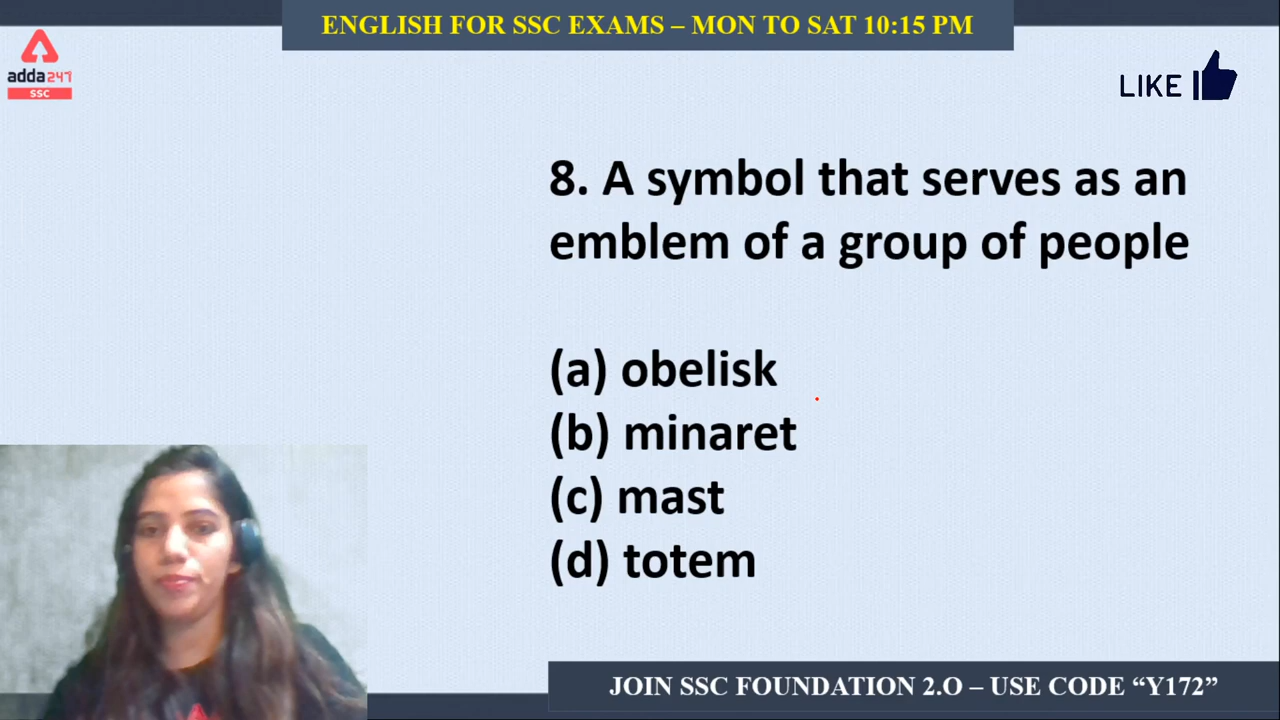 ENGLISH FOR SSC EXAMS – MON TO SAT 10:15 PM
adda247
SSC
LIKE
8. A symbol that serves as an
emblem of a group of people
(a) obelisk
(b) minaret
(c) mast
(d) totem
JOIN SSC FOUNDATION 2.O – USE CODE “Y172”